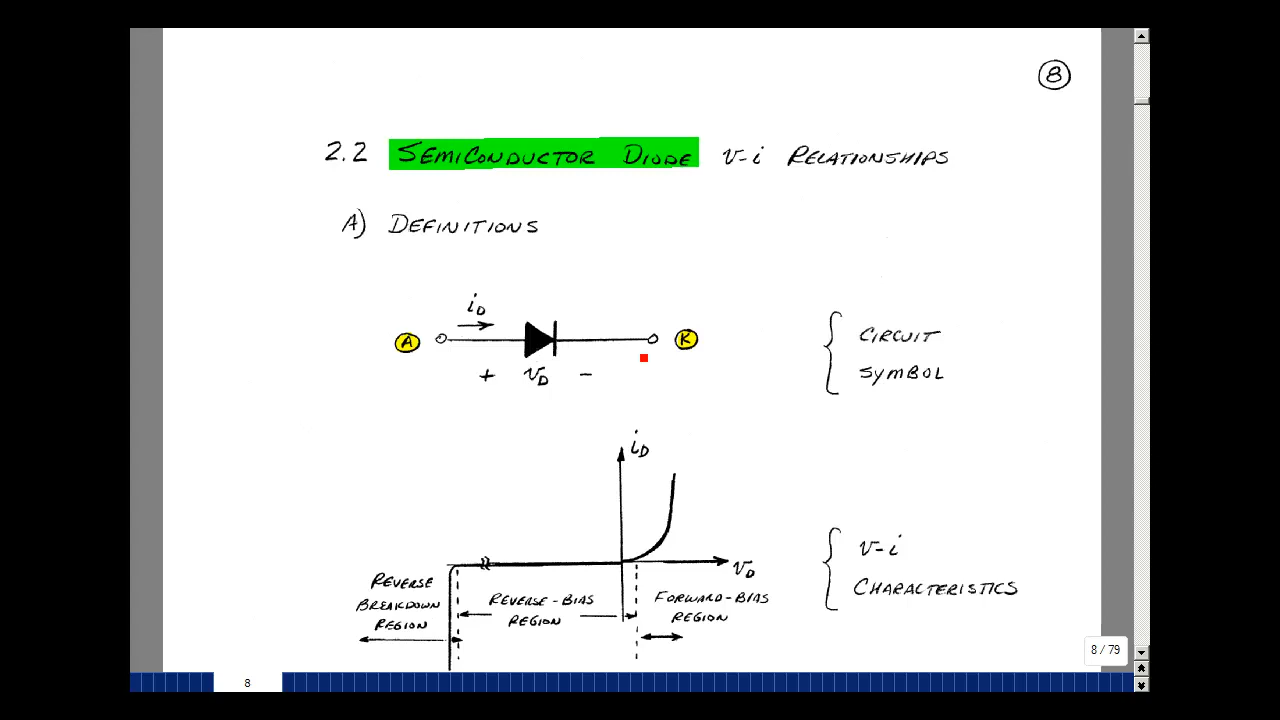 8
2.2 SEMICONDUCTOR DIODE v-i RELATIONSHIPS
A) DEFINITIONS
iD
A
K
+ vD -
CIRCUIT
SYMBOL
iD
vD
REVERSE
BREAKDOWN
REGION
REVERSE-BIAS
REGION
FORWARD-BIAS
REGION
v-i
CHARACTERISTICS
8 / 79
8